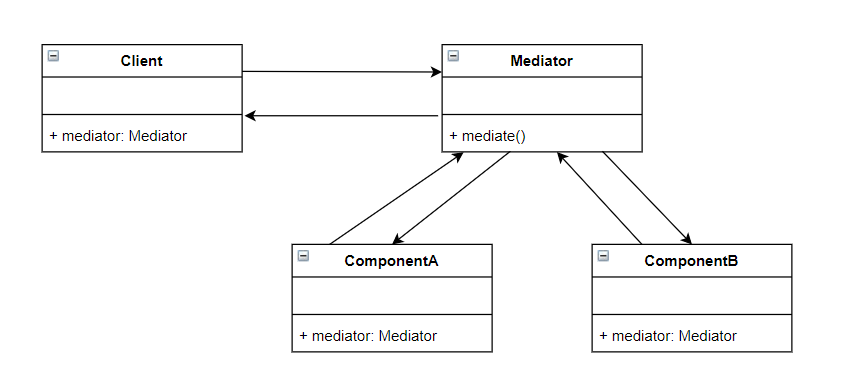 Client
+ mediator: Mediator
Mediator
+ mediate()
ComponentA
+ mediator: Mediator
ComponentB
+ mediator: Mediator